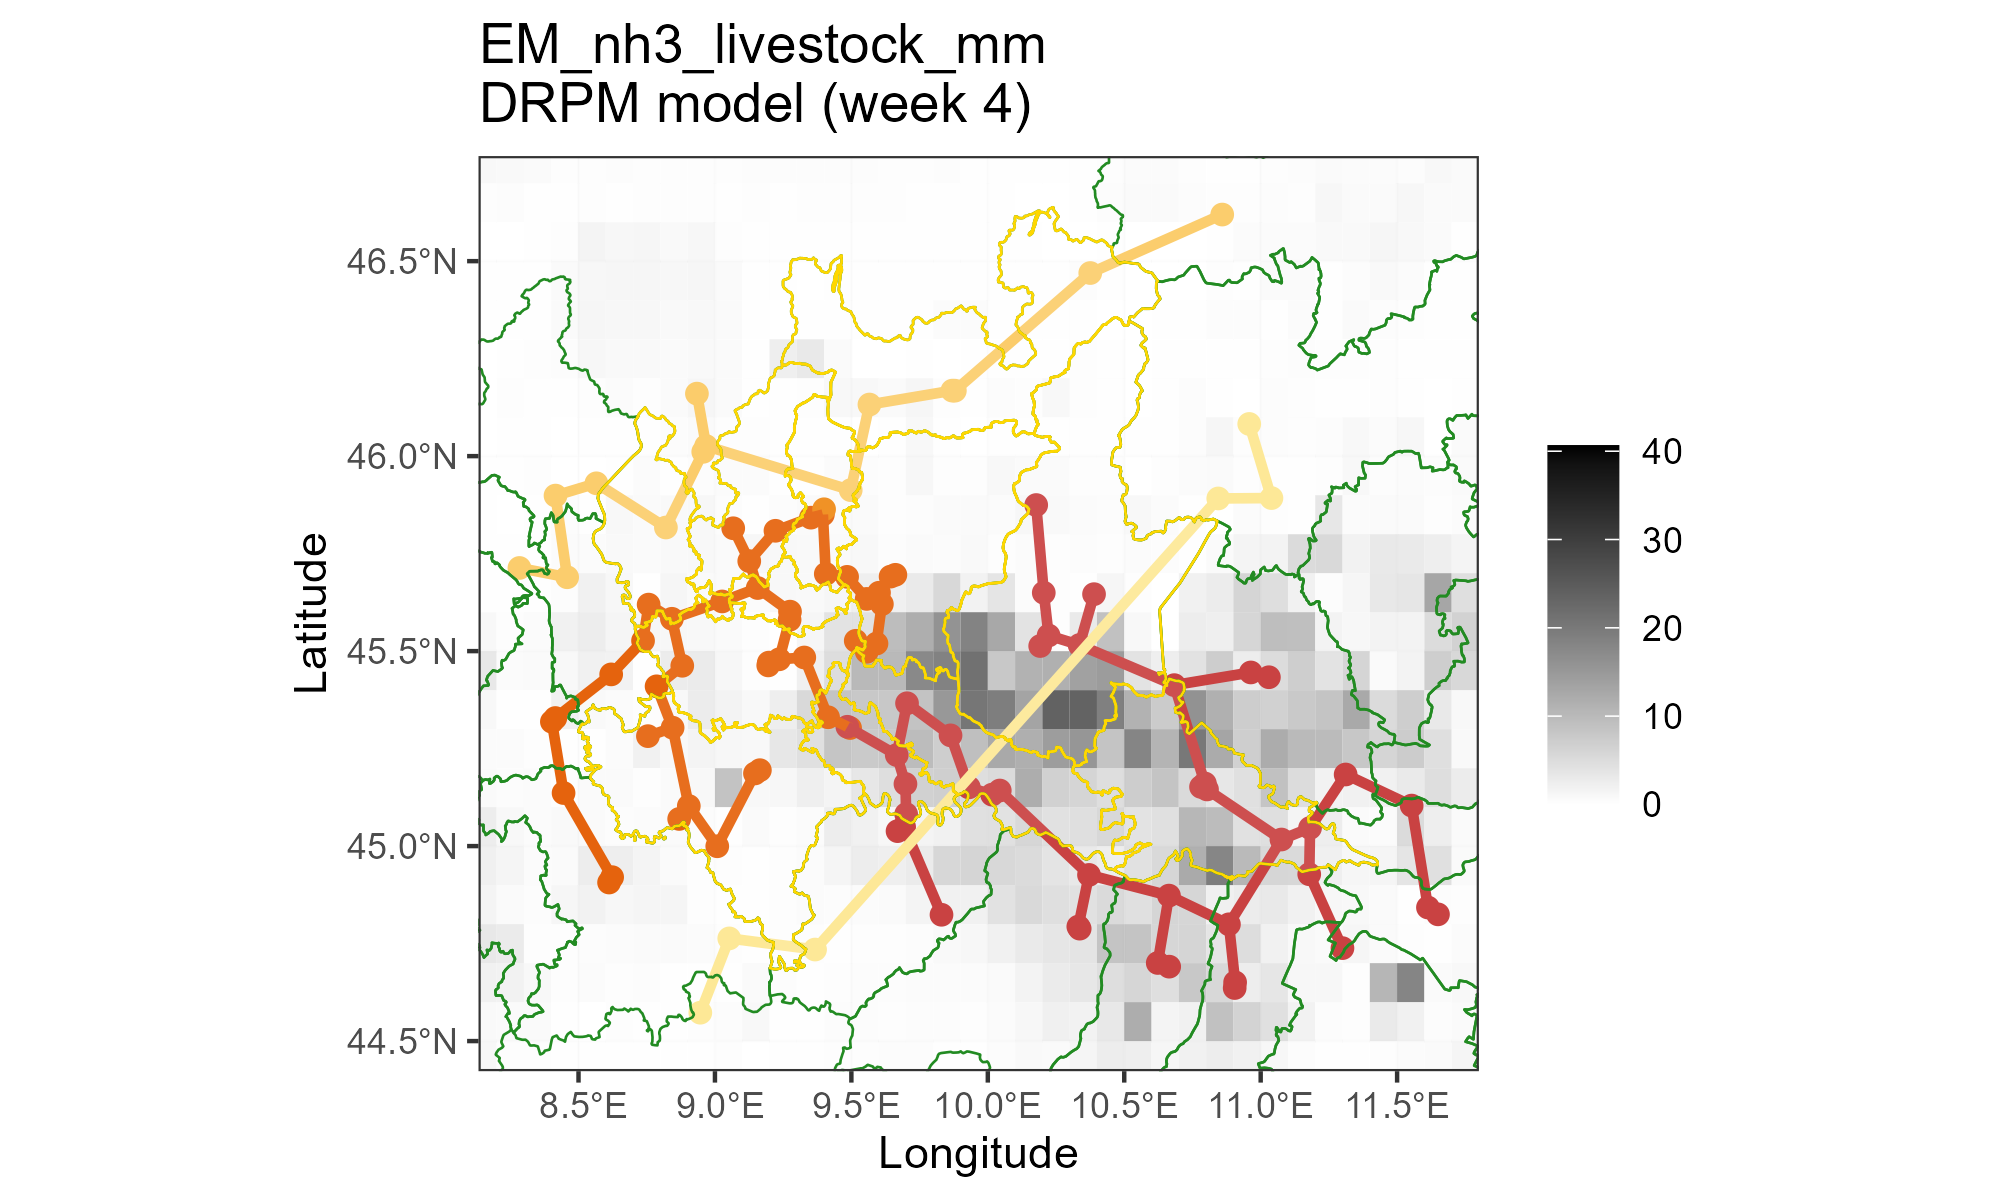 EM_nh3_livestock_mm
DRPM model (week 4)
46.5°N
46.0°N
45.5°N
45.0°N
44.5°N
Latitude
8.5°E 9.0°E 9.5°E 10.0°E 10.5°E 11.0°E 11.5°E
Longitude
40
30
20
10
0